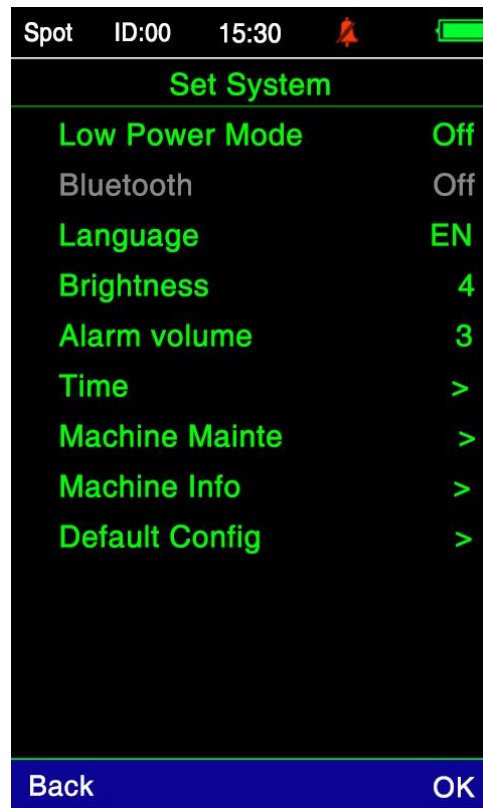 Spot ID:00 15:30
Set System
Low Power Mode Off
Bluetooth Off
Language EN
Brightness 4
Alarm volume 3
Time >
Machine Mainte >
Machine Info >
Default Config >
Back OK